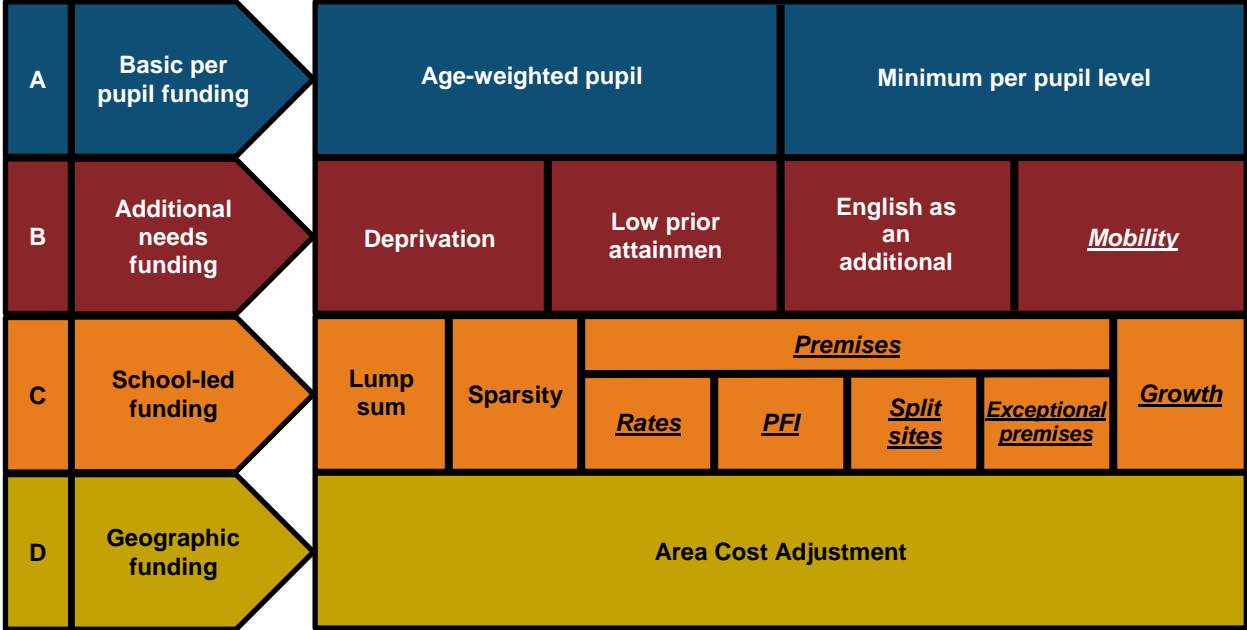 A
Basic per
pupil funding
Age-weighted pupil
Minimum per pupil level
B
Additional
needs
funding
Deprivation
Low prior
attainmen
English as
an
additional
Mobility
C
School-led
funding
Lump
sum
Sparsity
Premises
Rates
PFI
Split
sites
Exceptional
premises
Growth
D
Geographic
funding
Area Cost Adjustment